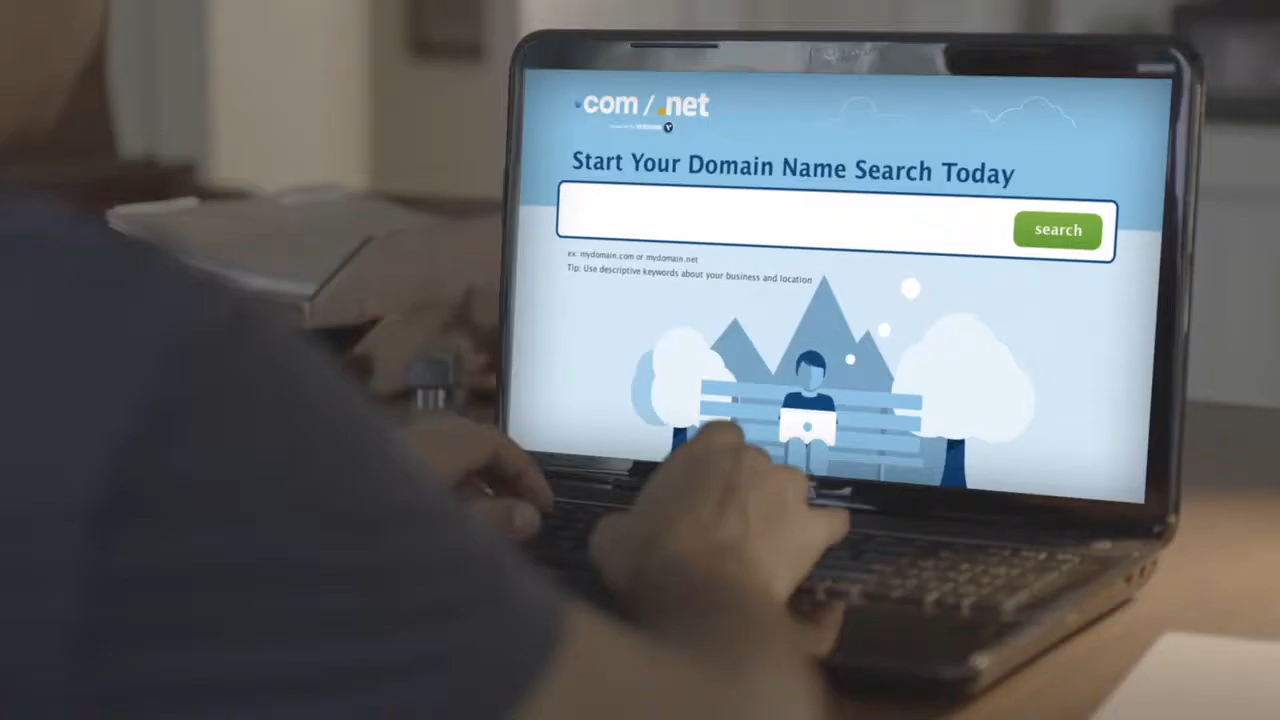 .com / .net
Start Your Domain Name Search Today
search
ex: mydomain.com or mydomain.net
Tip: Use descriptive keywords about your business and location